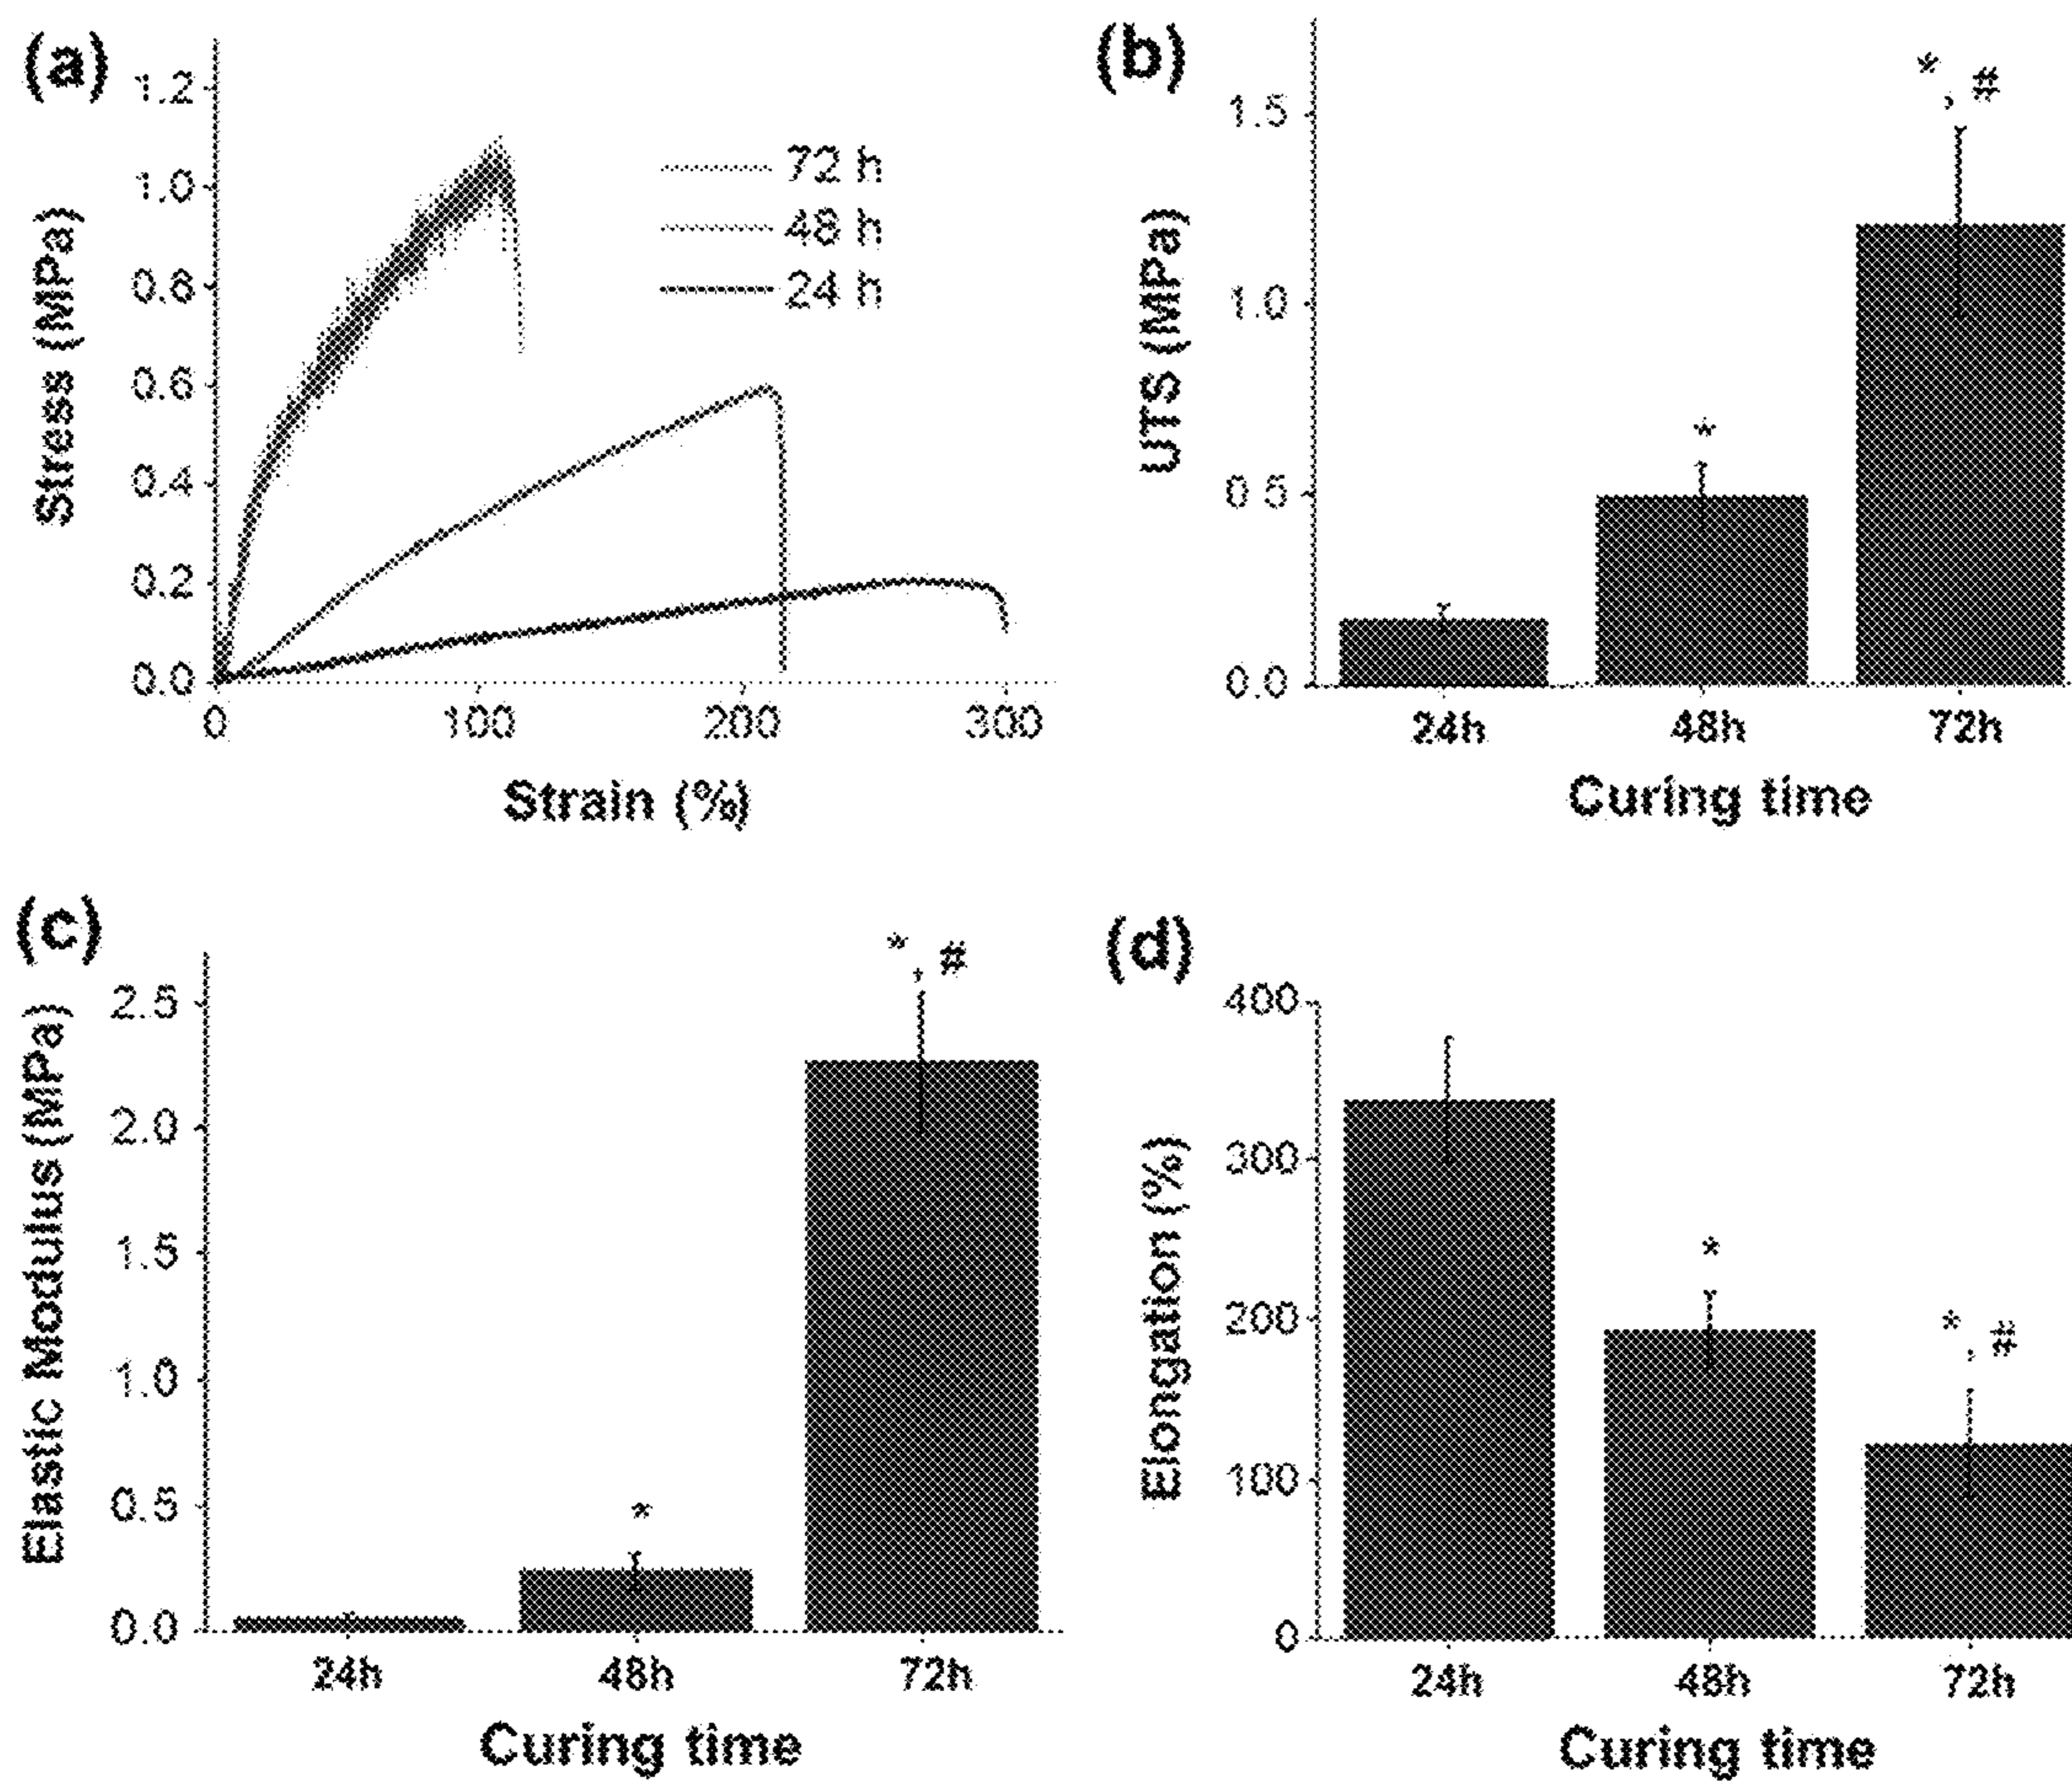 (a)
Stress (MPa)
1.2
1.0
0.8
0.6
0.4
0.2
0.0
0 100 200 300
Strain (%)
72 h
48 h
24 h
(b)
UTS (MPa)
1.5
1.0
0.5
0.0
*
*, #
24h 48h 72h
Curing time
(c)
Elastic Modulus (MPa)
2.5
2.0
1.5
1.0
0.5
0.0
*
*, #
24h 48h 72h
Curing time
(d)
Elongation (%)
400
300
200
100
0
*
*, #
24h 48h 72h
Curing time